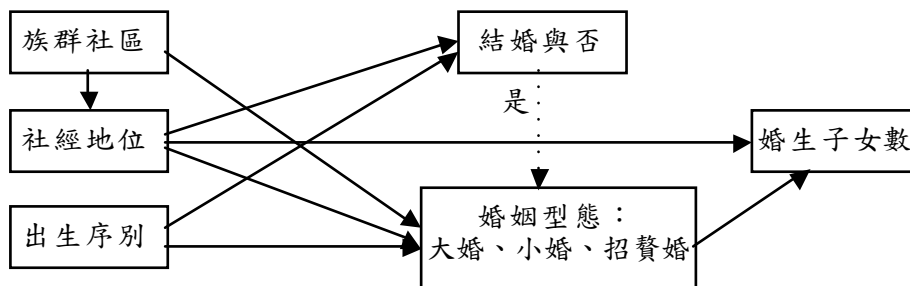 族群社區
結婚與否
是
社經地位
婚生子女數
出生序別
婚姻型態：
大婚、小婚、招贅婚